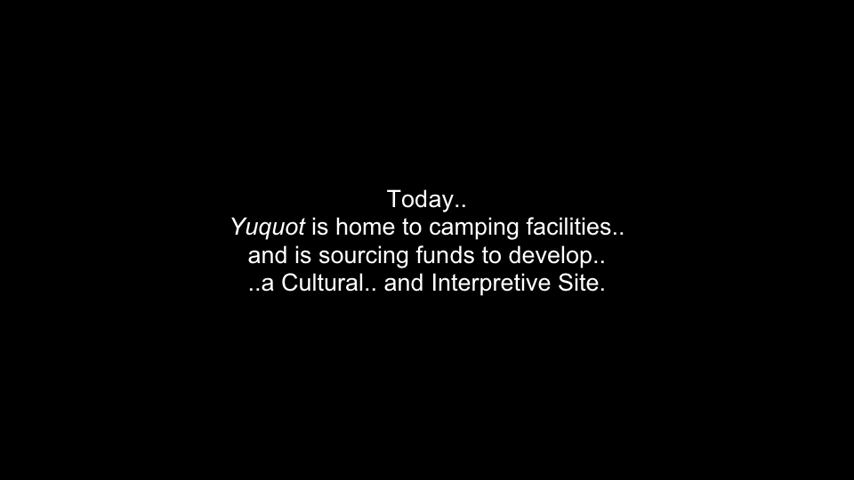 Today..
Yuquot is home to camping facilities..
and is sourcing funds to develop..
..a Cultural.. and Interpretive Site.